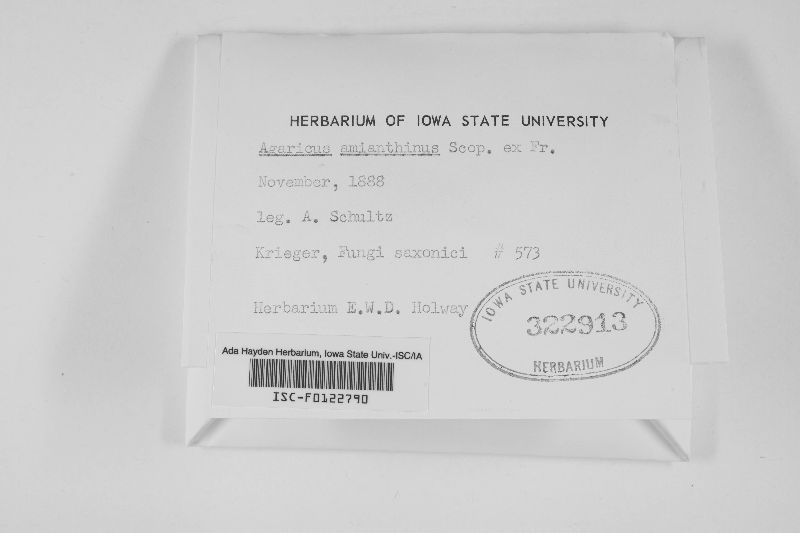 HERBARIUM OF IOWA STATE UNIVERSITY
Agaricus amianthinus Scop. ex Fr.
November, 1888
leg. A. Schultz
Krieger, Fungi saxonici # 573
Herbarium E.W.D. Holway
IOWA STATE UNIVERSITY
322913
HERBARIUM
Ada Hayden Herbarium, Iowa State Univ.-ISC/IA
ISC-F0122790